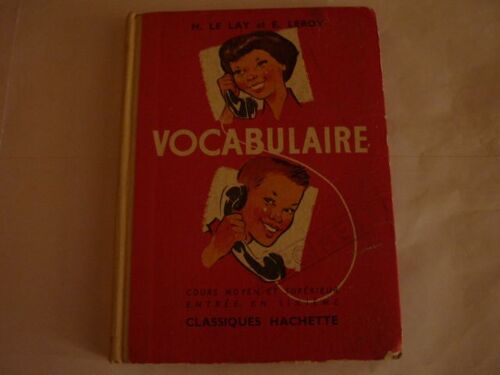 H. LE LAY et E. LEROY
VOCABULAIRE
COURS MOYEN ET SUPÉRIEUR
ENTRÉE EN SIXIÈME
CLASSIQUES HACHETTE